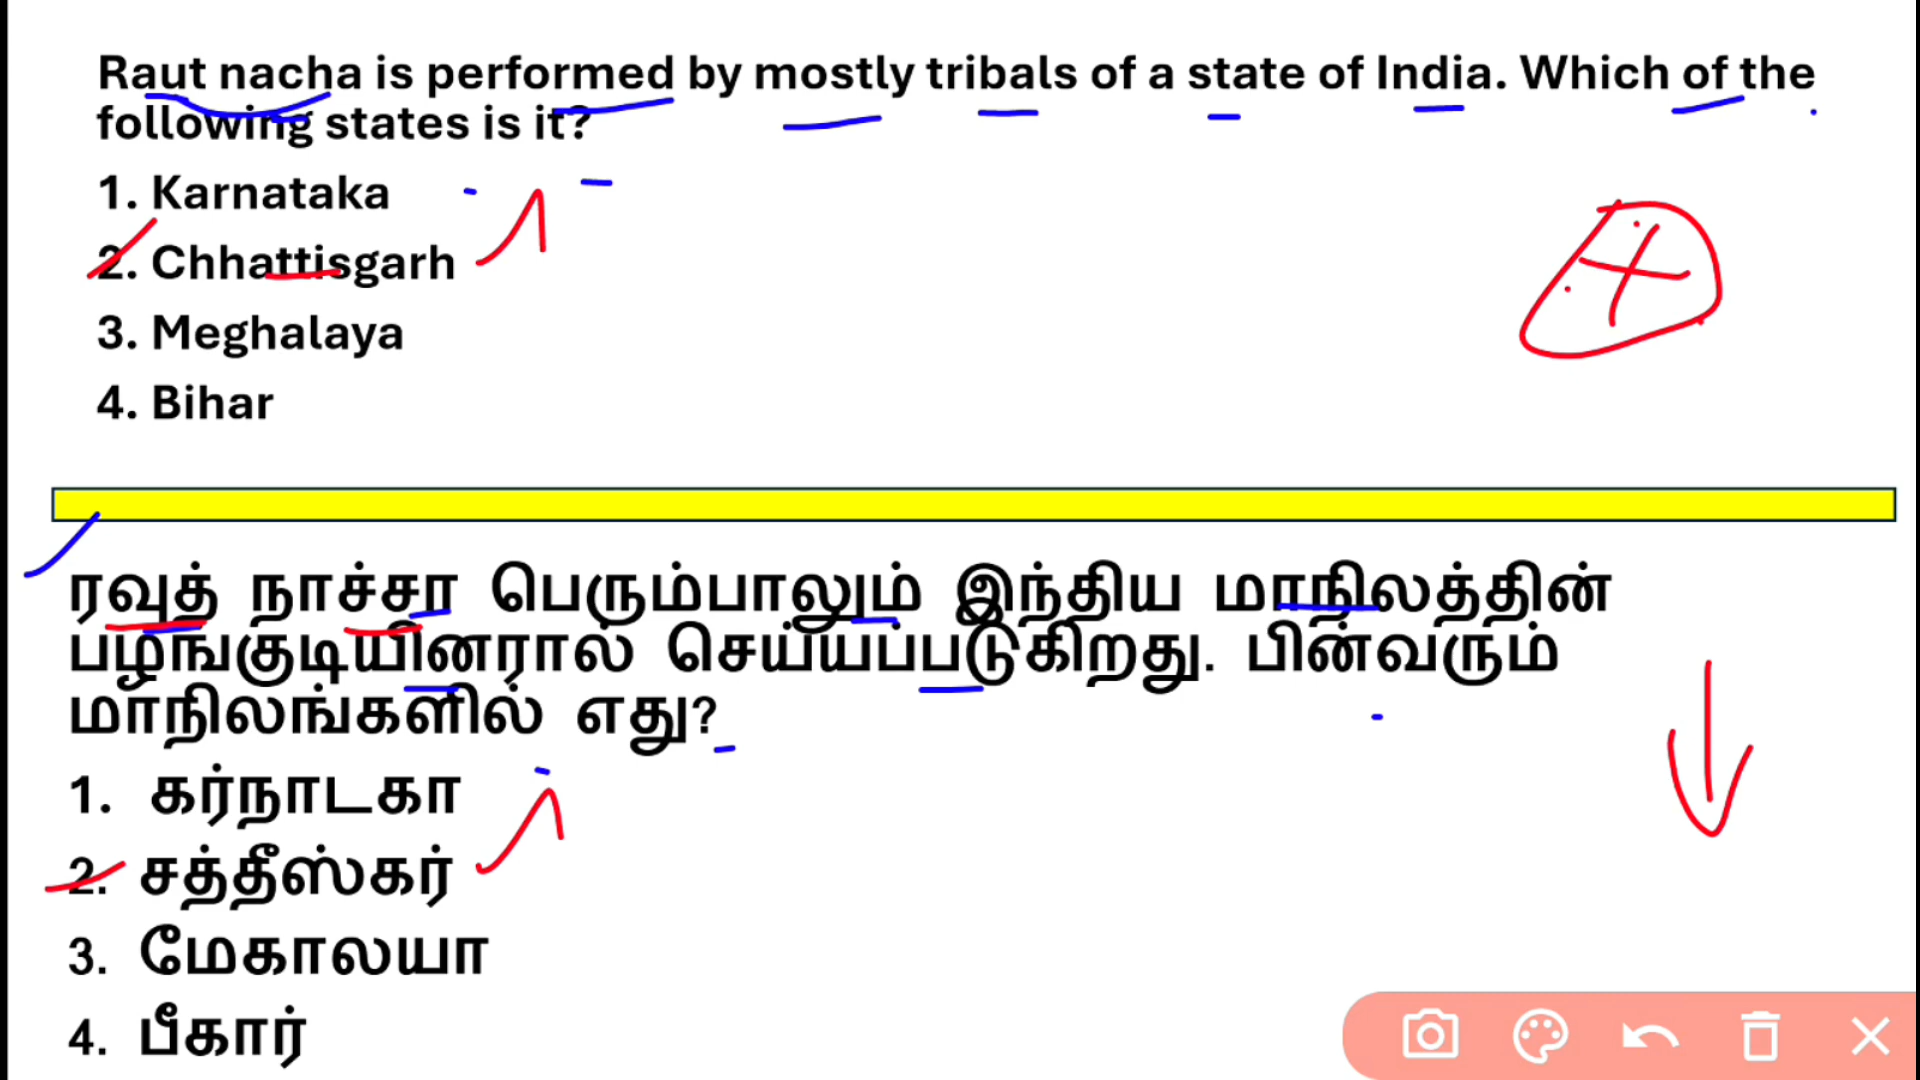 Raut nacha is performed by mostly tribals of a state of India. Which of the
following states is it?
1. Karnataka
2. Chhattisgarh
3. Meghalaya
4. Bihar
ரவுத் நாச்சா பெரும்பாலும் இந்திய மாநிலத்தின்
பழங்குடியினரால் செய்யப்படுகிறது. பின்வரும்
மாநிலங்களில் எது?
1. கர்நாடகா
2. சத்தீஸ்கர்
3. மேகாலயா
4. பீகார்